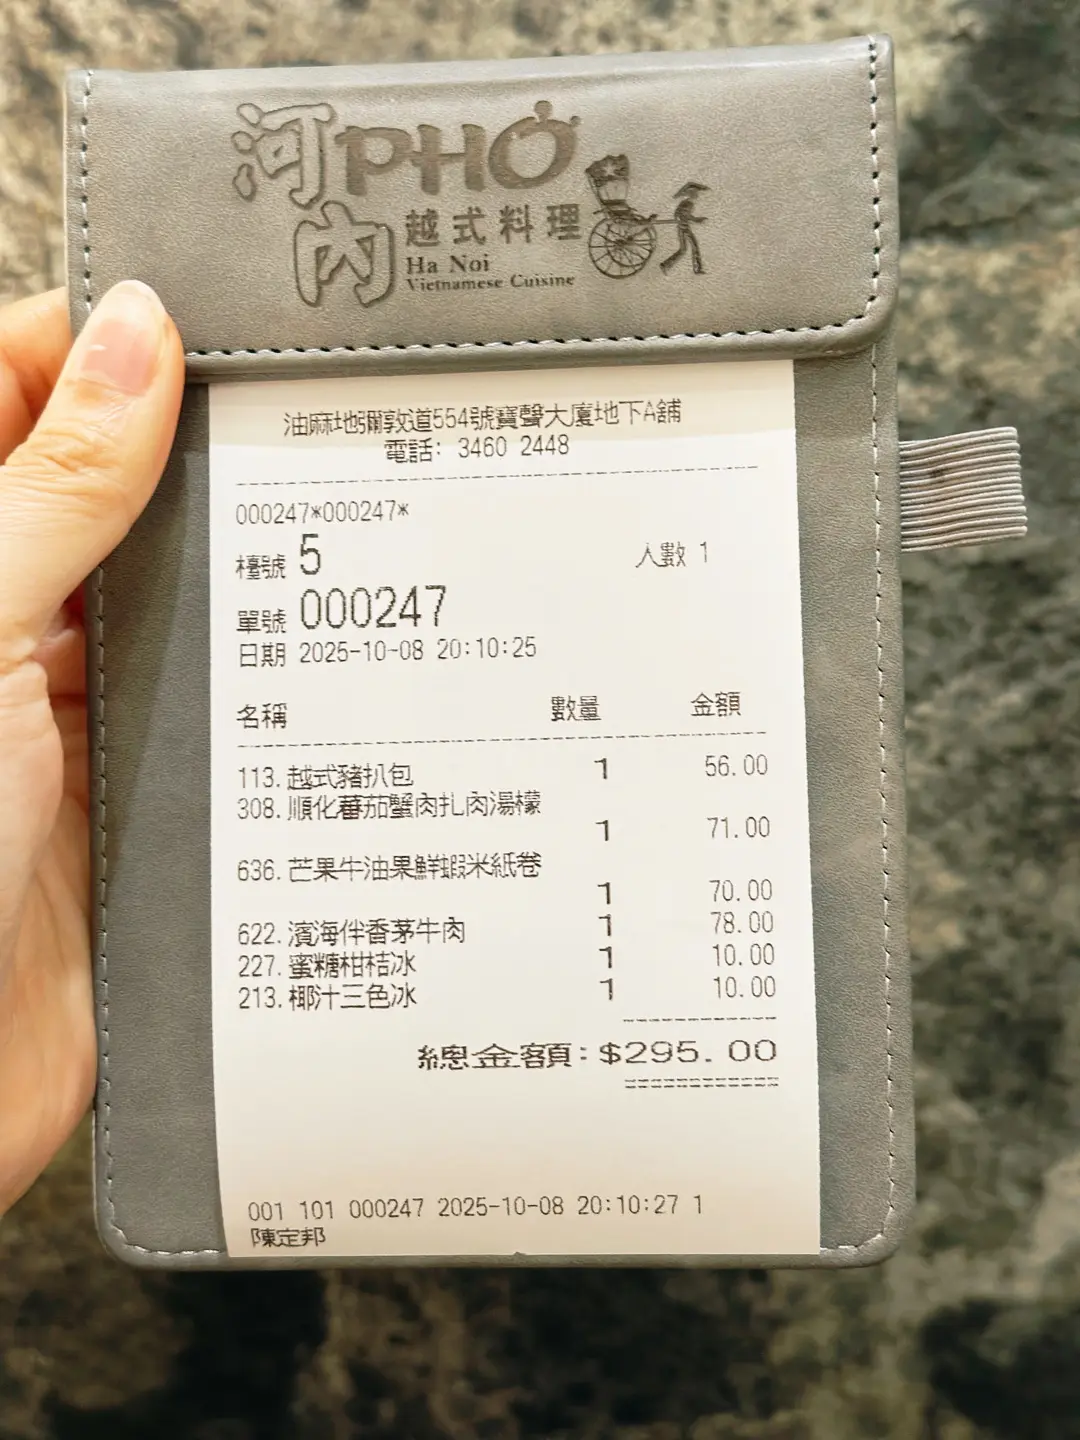 河內 PHỞ
越式料理
Ha Noi
Vietnamese Cuisine
油麻地彌敦道554號寶聲大廈地下A舖
電話: 3460 2448
000247*000247*
檯號 5 人數 1
單號 000247
日期 2025-10-08 20:10:25
名稱 數量 金額
113. 越式豬扒包 1 56.00
308. 順化蕃茄蟹肉扎肉湯檬
1 71.00
636. 芒果牛油果鮮蝦米紙卷
1 70.00
622. 濱海伴香茅牛肉 1 78.00
227. 蜜糖柑桔冰 1 10.00
213. 椰汁三色冰 1 10.00
總金額: $295.00
001 101 000247 2025-10-08 20:10:27 1
陳定邦